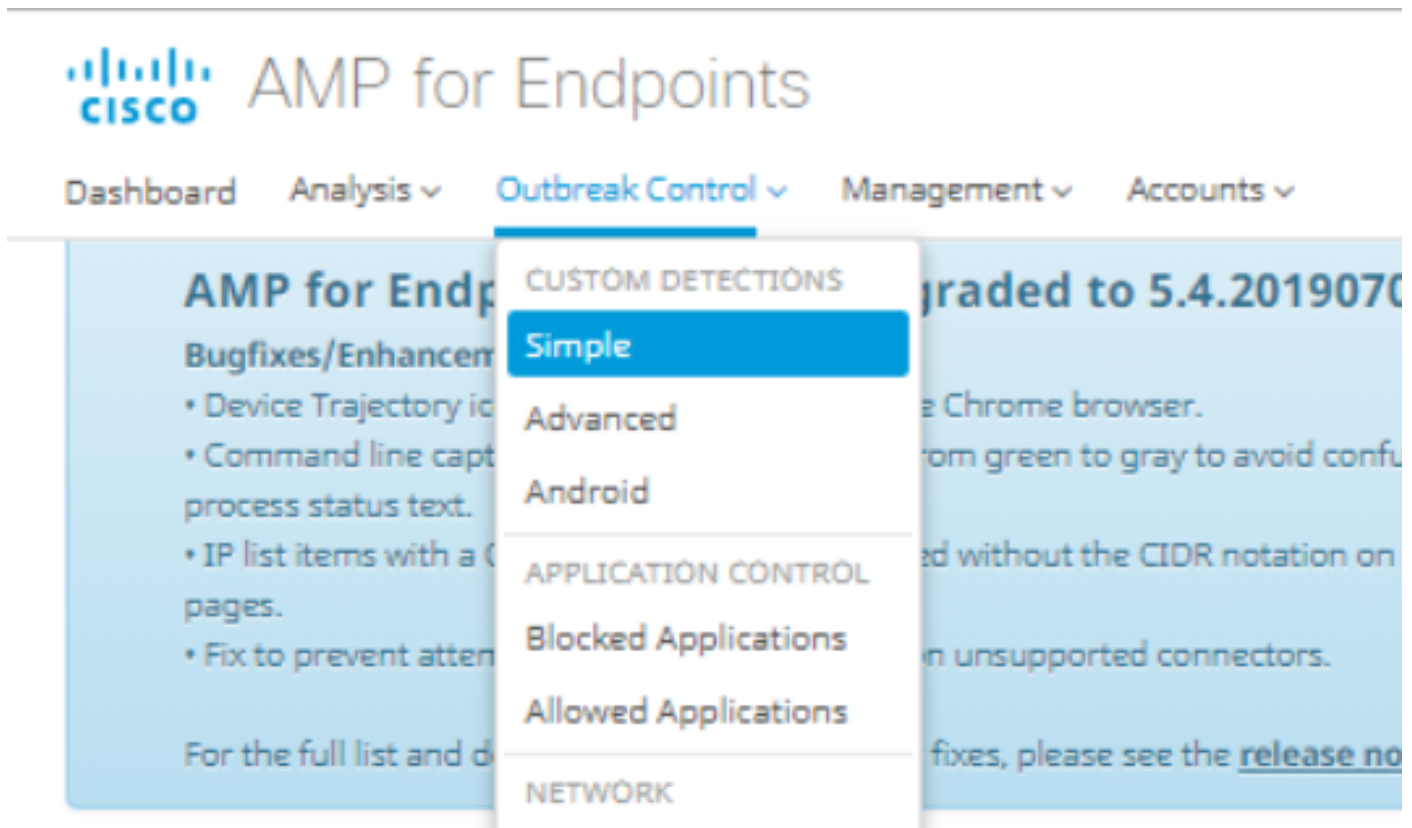 cisco AMP for Endpoints
Dashboard Analysis Outbreak Control Management Accounts
AMP for Endp
graded to 5.4.2019070
Bugfixes/Enhancem
• Device Trajectory ic
e Chrome browser.
• Command line capt
rom green to gray to avoid confu
process status text.
• IP list items with a
ed without the CIDR notation on
pages.
• Fix to prevent atten
n unsupported connectors.
For the full list and d
fixes, please see the release no
CUSTOM DETECTIONS
Simple
Advanced
Android
APPLICATION CONTROL
Blocked Applications
Allowed Applications
NETWORK